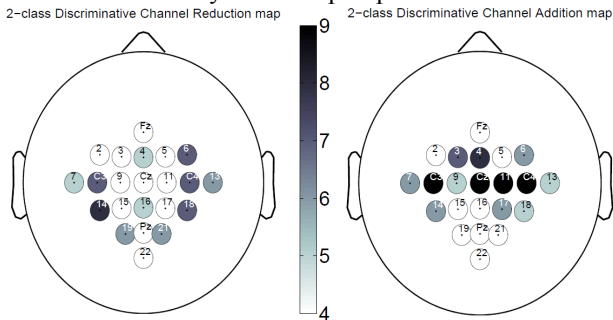 2-class Discriminative Channel Reduction map
2-class Discriminative Channel Addition map
Fz
2 3 4 5 6
7 C3 9 Cz 11 C4 13
14 15 16 17 18
19 Pz 21
22
9
8
7
6
5
4
Fz
2 3 4 5 6
7 C3 9 Cz 11 C4 13
14 15 16 17 18
19 Pz 21
22